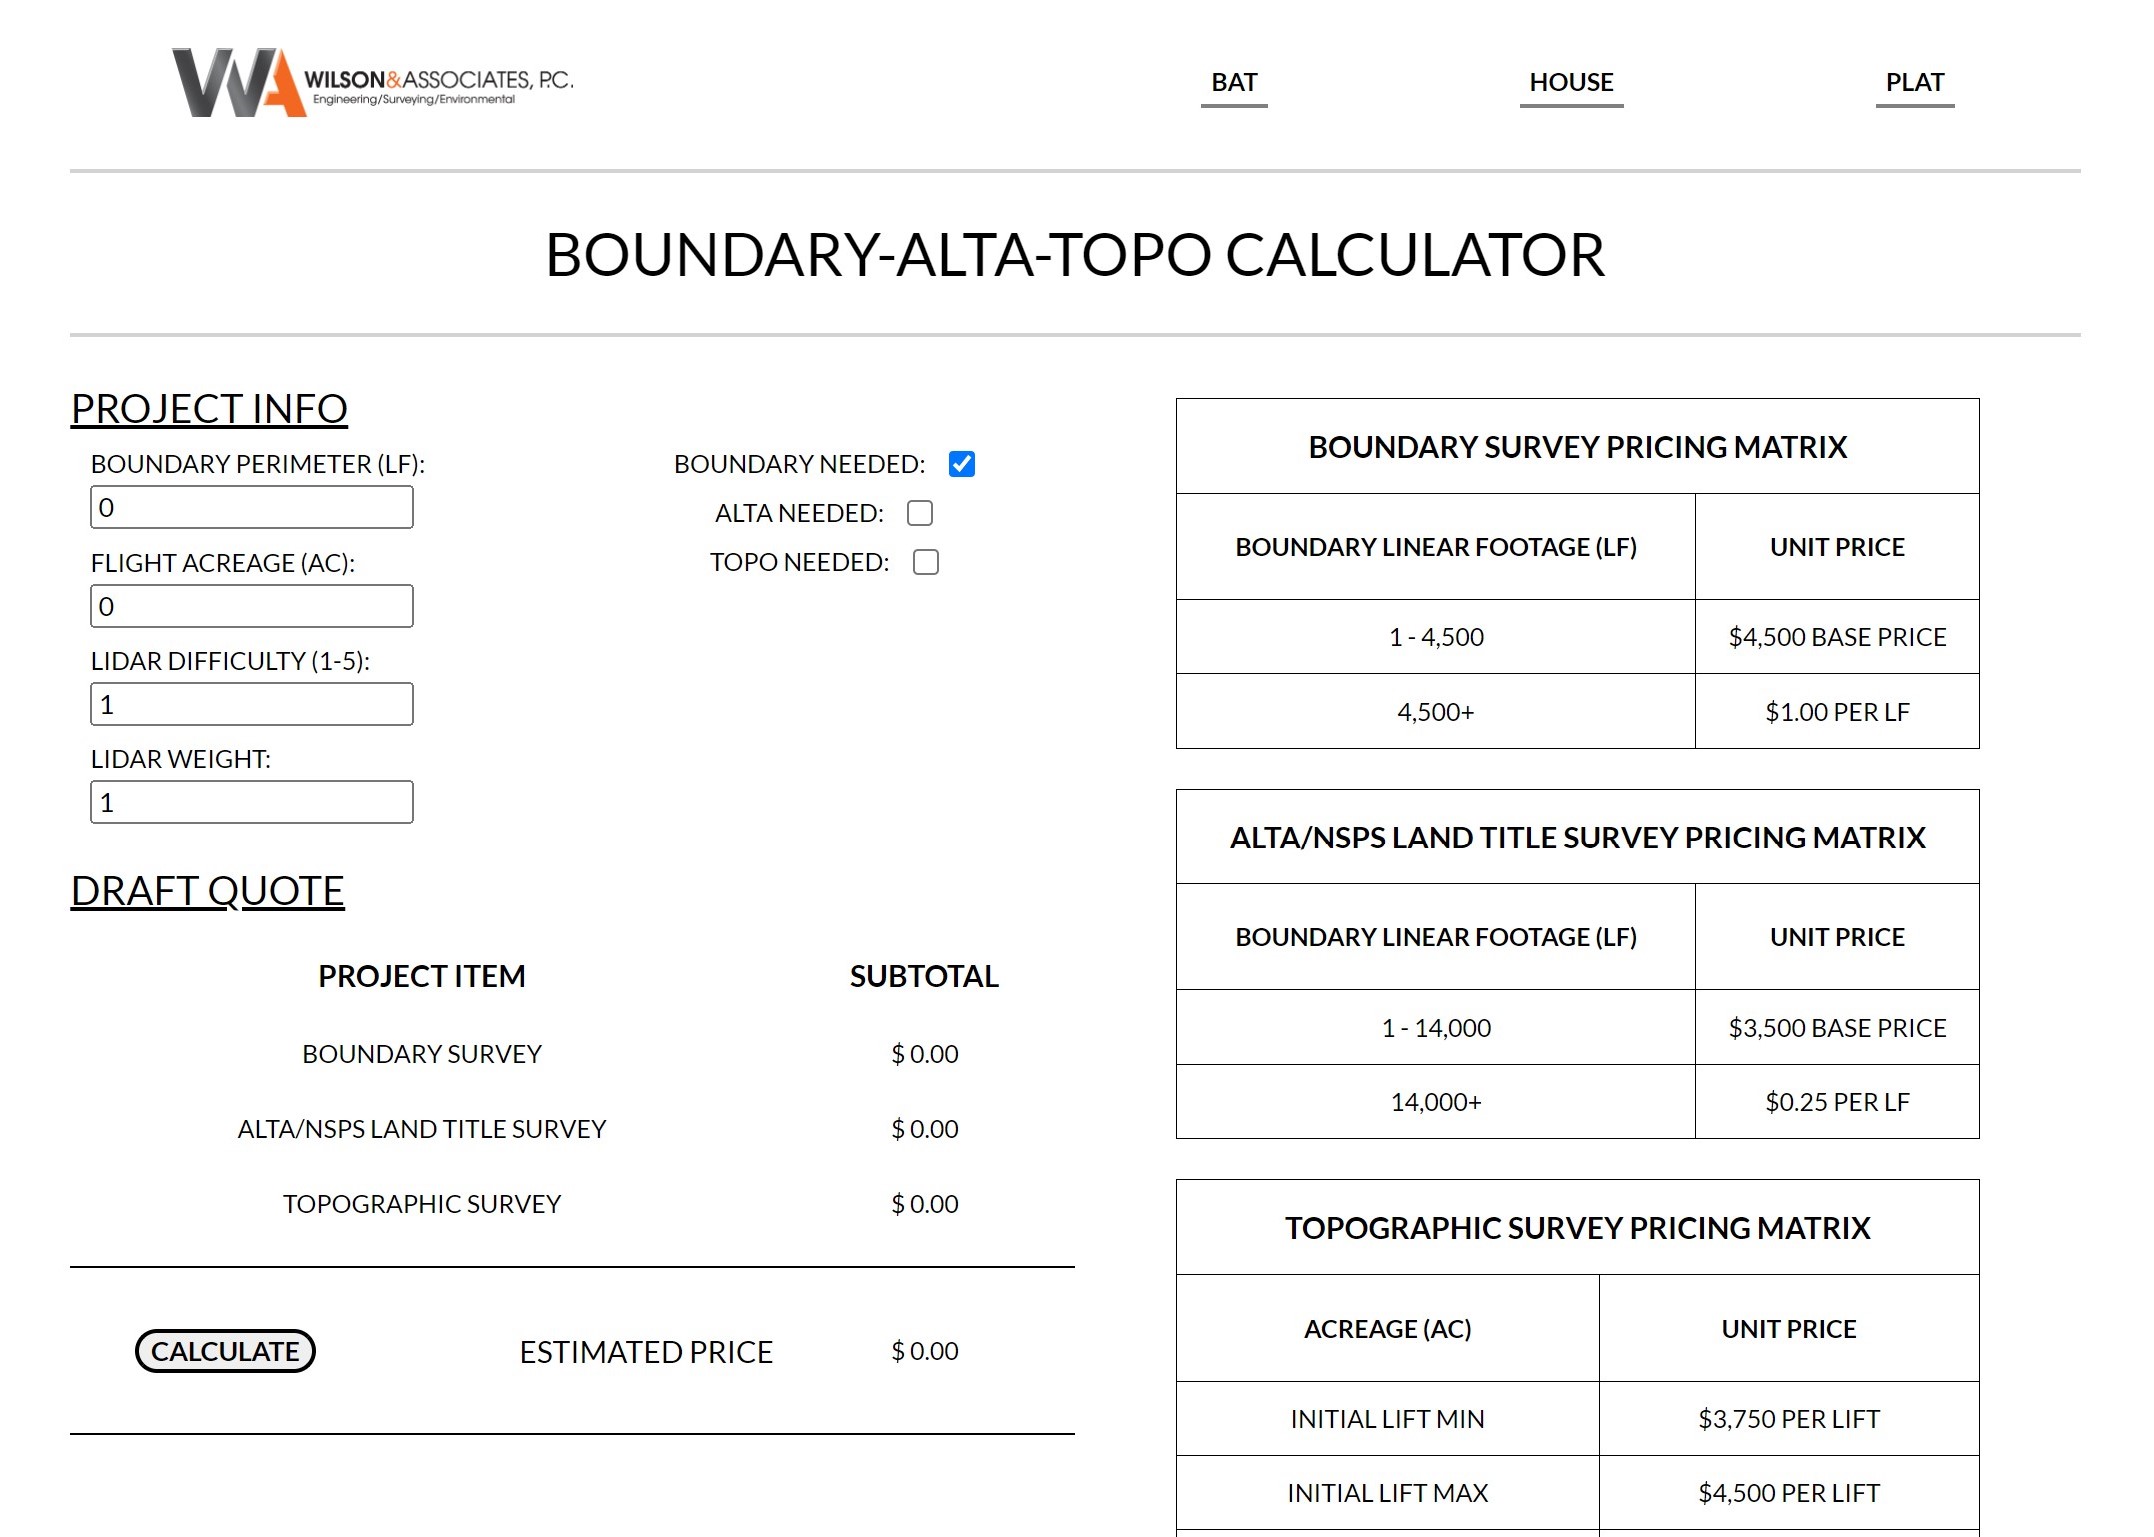 WA WILSON&ASSOCIATES, P.C.
Engineering/Surveying/Environmental
BAT
HOUSE
PLAT
BOUNDARY-ALTA-TOPO CALCULATOR
PROJECT INFO
BOUNDARY PERIMETER (LF):
0
FLIGHT ACREAGE (AC):
0
LIDAR DIFFICULTY (1-5):
1
LIDAR WEIGHT:
1
BOUNDARY NEEDED:
ALTA NEEDED:
TOPO NEEDED:
DRAFT QUOTE
PROJECT ITEM SUBTOTAL
BOUNDARY SURVEY $ 0.00
ALTA/NSPS LAND TITLE SURVEY $ 0.00
TOPOGRAPHIC SURVEY $ 0.00
CALCULATE ESTIMATED PRICE $ 0.00
BOUNDARY SURVEY PRICING MATRIX
BOUNDARY LINEAR FOOTAGE (LF) UNIT PRICE
1 - 4,500 $4,500 BASE PRICE
4,500+ $1.00 PER LF
ALTA/NSPS LAND TITLE SURVEY PRICING MATRIX
BOUNDARY LINEAR FOOTAGE (LF) UNIT PRICE
1 - 14,000 $3,500 BASE PRICE
14,000+ $0.25 PER LF
TOPOGRAPHIC SURVEY PRICING MATRIX
ACREAGE (AC) UNIT PRICE
INITIAL LIFT MIN $3,750 PER LIFT
INITIAL LIFT MAX $4,500 PER LIFT